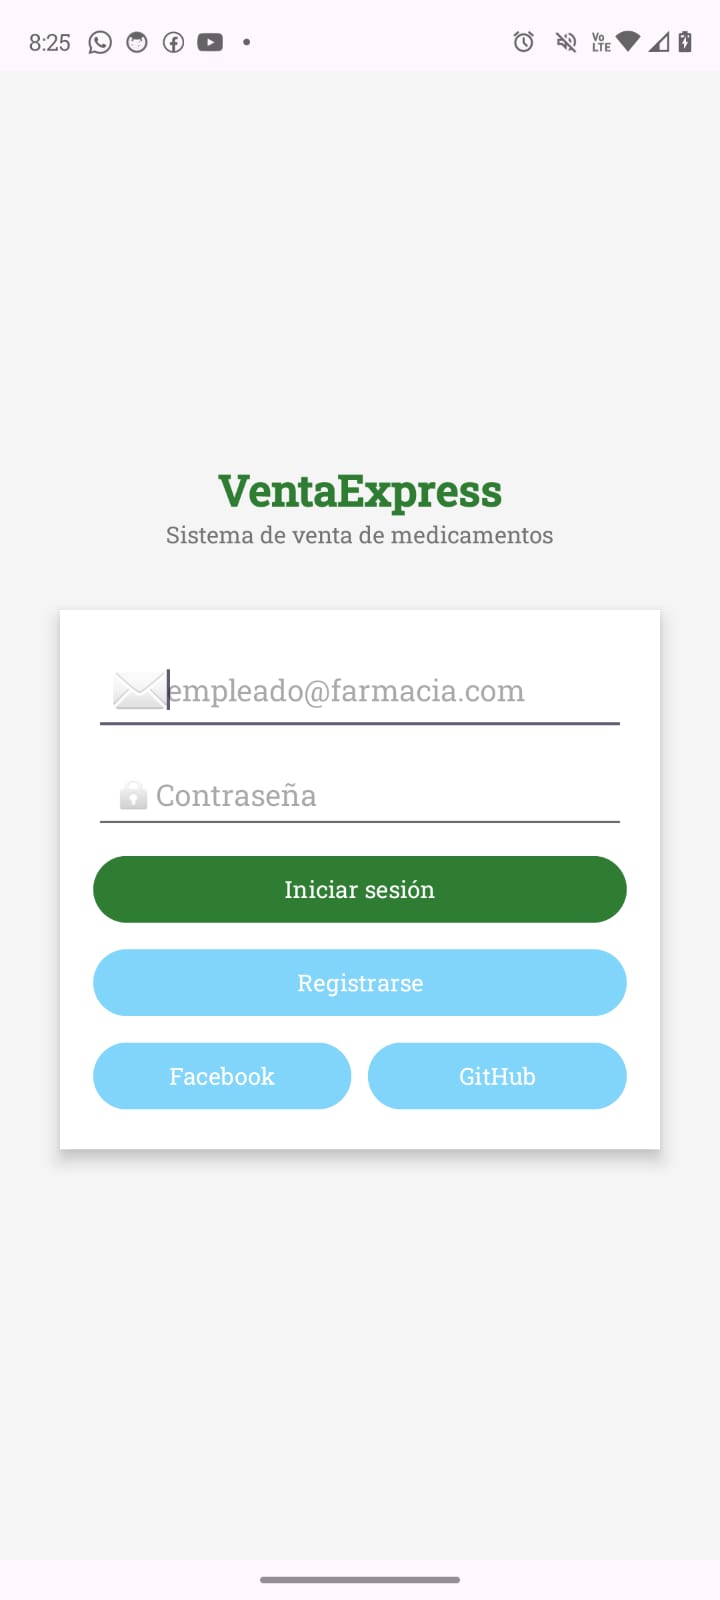 8:25
Vo LTE
VentaExpress
Sistema de venta de medicamentos
empleado@farmacia.com
Contraseña
Iniciar sesión
Registrarse
Facebook GitHub